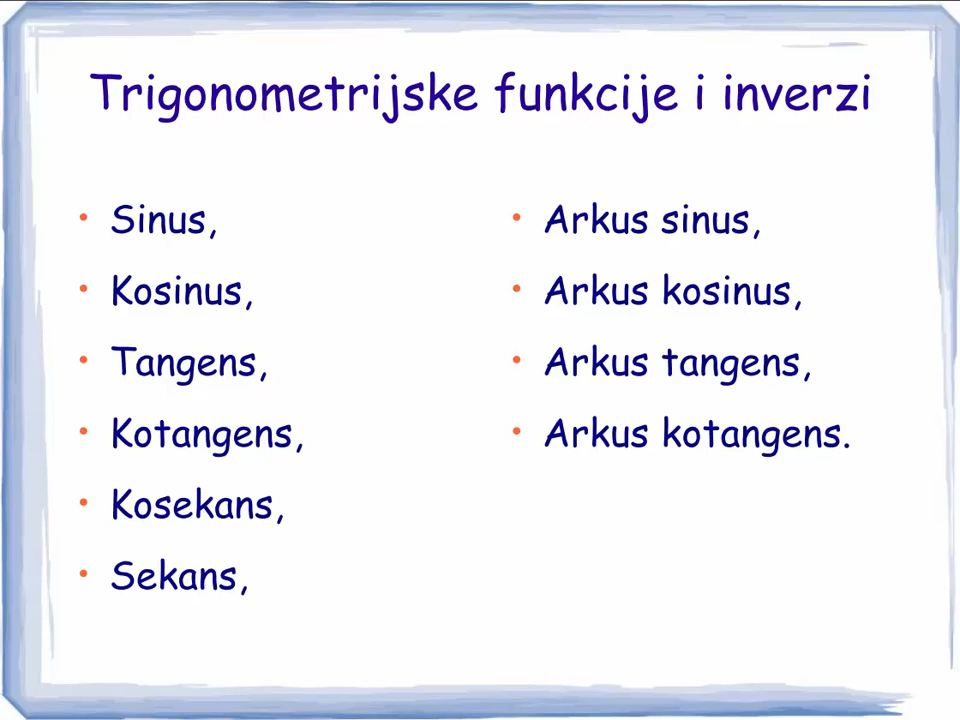 Trigonometrijske funkcije i inverzi
• Sinus,
• Kosinus,
• Tangens,
• Kotangens,
• Kosekans,
• Sekans,
• Arkus sinus,
• Arkus kosinus,
• Arkus tangens,
• Arkus kotangens.